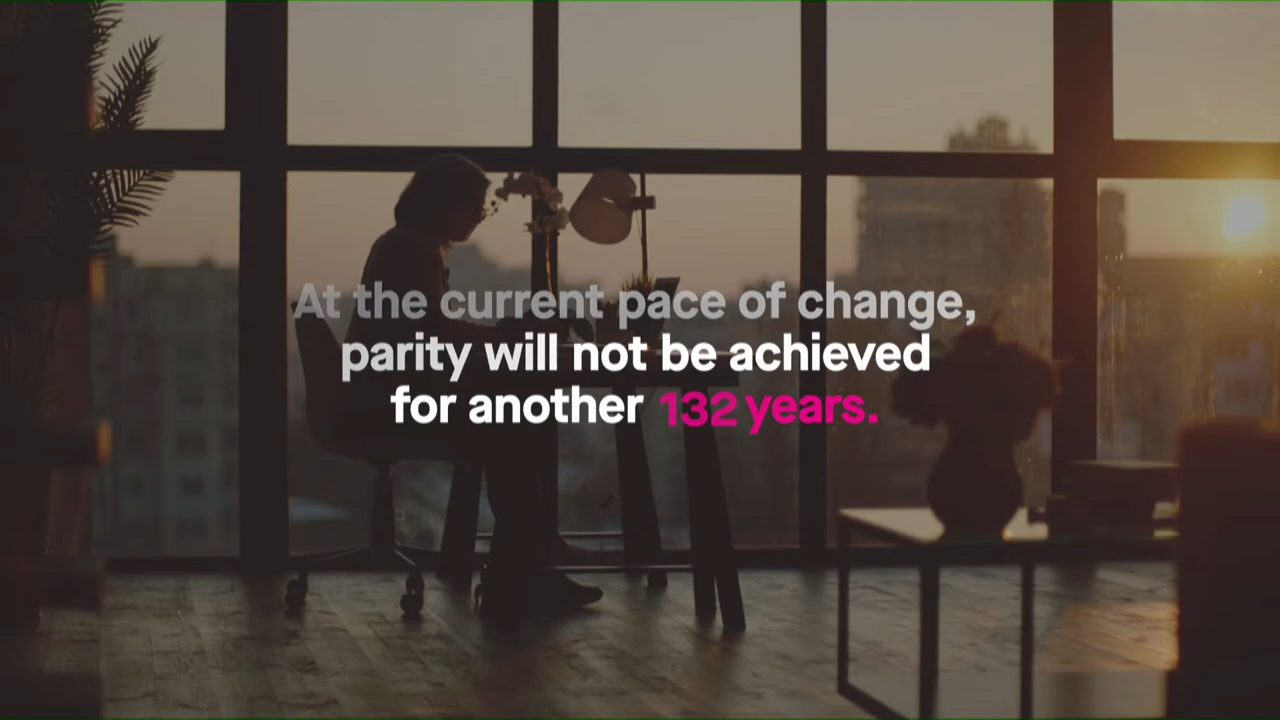 At the current pace of change,
parity will not be achieved
for another 132 years.